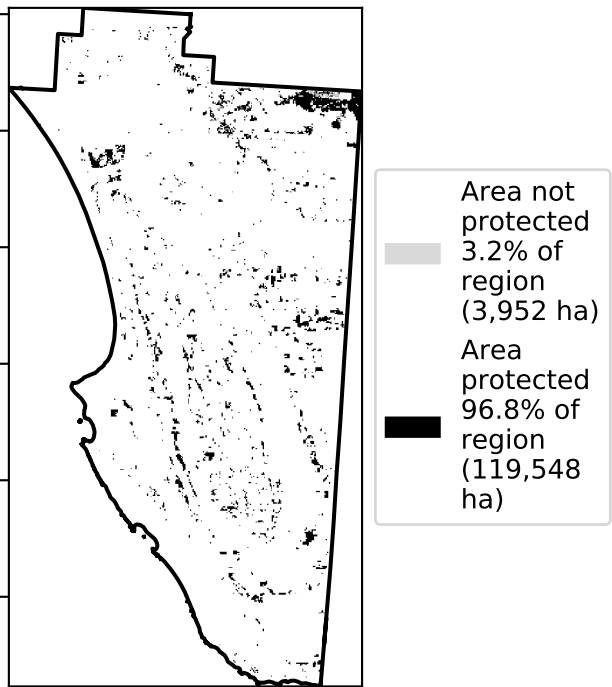 Area not
protected
3.2% of
region
(3,952 ha)
Area
protected
96.8% of
region
(119,548
ha)